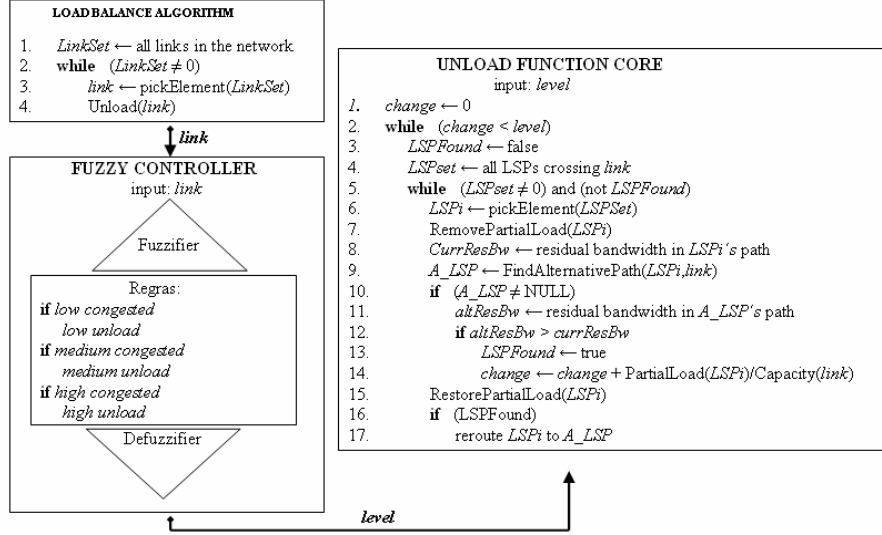 LOAD BALANCE ALGORITHM
1. LinkSet ← all links in the network
2. while (LinkSet ≠ 0)
3. link ← pickElement(LinkSet)
4. Unload(link)
link
FUZZY CONTROLLER
input: link
Fuzzifier
Regras:
if low congested
low unload
if medium congested
medium unload
if high congested
high unload
Defuzzifier
level
UNLOAD FUNCTION CORE
input: level
1. change ← 0
2. while (change < level)
3. LSPFound ← false
4. LSPset ← all LSPs crossing link
5. while (LSPset ≠ 0) and (not LSPFound)
6. LSPi ← pickElement(LSPSet)
7. RemovePartialLoad(LSPi)
8. CurrResBw ← residual bandwidth in LSPi´s path
9. A_LSP ← FindAlternativePath(LSPi,link)
10. if (A_LSP ≠ NULL)
11. altResBw ← residual bandwidth in A_LSP´s path
12. if altResBw > currResBw
13. LSPFound ← true
14. change ← change + PartialLoad(LSPi)/Capacity(link)
15. RestorePartialLoad(LSPi)
16. if (LSPFound)
17. reroute LSPi to A_LSP